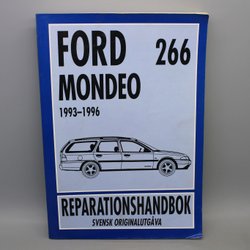 FORD 266
MONDEO
1993-1996
REPARATIONSHANDBOK
SVENSK ORIGINALUTGÅVA